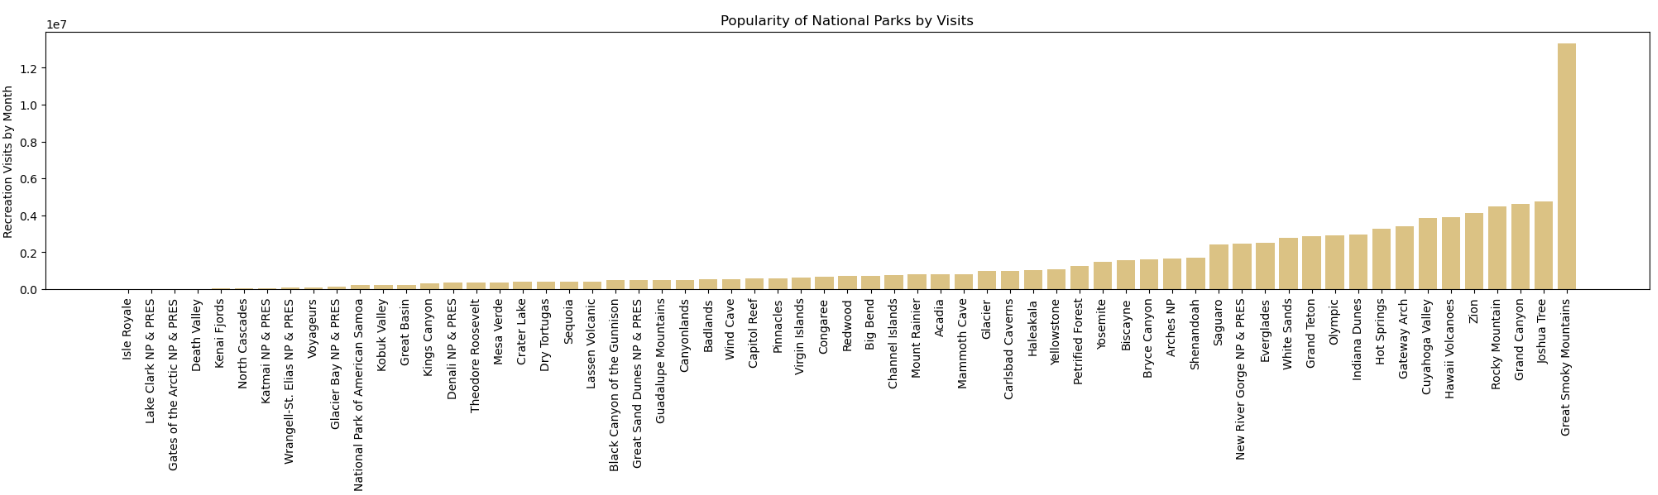 Popularity of National Parks by Visits
1e7
Recreation Visits by Month
1.2
1.0
0.8
0.6
0.4
0.2
0.0
Isle Royale
Lake Clark NP & PRES
Gates of the Arctic NP & PRES
Death Valley
Kenai Fjords
North Cascades
Katmai NP & PRES
Wrangell-St. Elias NP & PRES
Voyageurs
Glacier Bay NP & PRES
National Park of American Samoa
Kobuk Valley
Great Basin
Kings Canyon
Denali NP & PRES
Theodore Roosevelt
Mesa Verde
Crater Lake
Dry Tortugas
Sequoia
Lassen Volcanic
Black Canyon of the Gunnison
Great Sand Dunes NP & PRES
Guadalupe Mountains
Canyonlands
Badlands
Wind Cave
Capitol Reef
Pinnacles
Virgin Islands
Congaree
Redwood
Big Bend
Channel Islands
Mount Rainier
Acadia
Mammoth Cave
Glacier
Carlsbad Caverns
Haleakala
Yellowstone
Petrified Forest
Yosemite
Biscayne
Bryce Canyon
Arches NP
Shenandoah
Saguaro
New River Gorge NP & PRES
Everglades
White Sands
Grand Teton
Olympic
Indiana Dunes
Hot Springs
Gateway Arch
Cuyahoga Valley
Hawaii Volcanoes
Zion
Rocky Mountain
Grand Canyon
Joshua Tree
Great Smoky Mountains